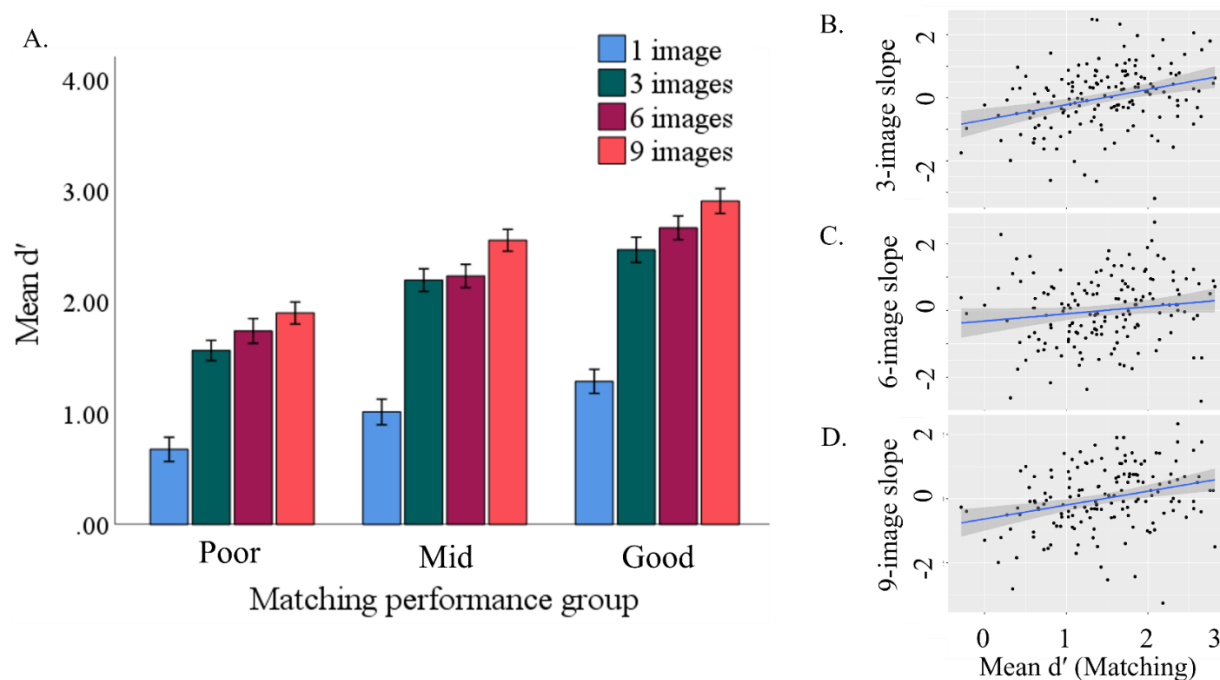 A.
1 image
3 images
6 images
9 images
4.00
3.00
2.00
1.00
.00
Mean d′
Poor Mid Good
Matching performance group
B.
3-image slope
2
0
-2
C.
6-image slope
2
0
-2
D.
9-image slope
2
0
-2
0 1 2 3
Mean d′ (Matching)